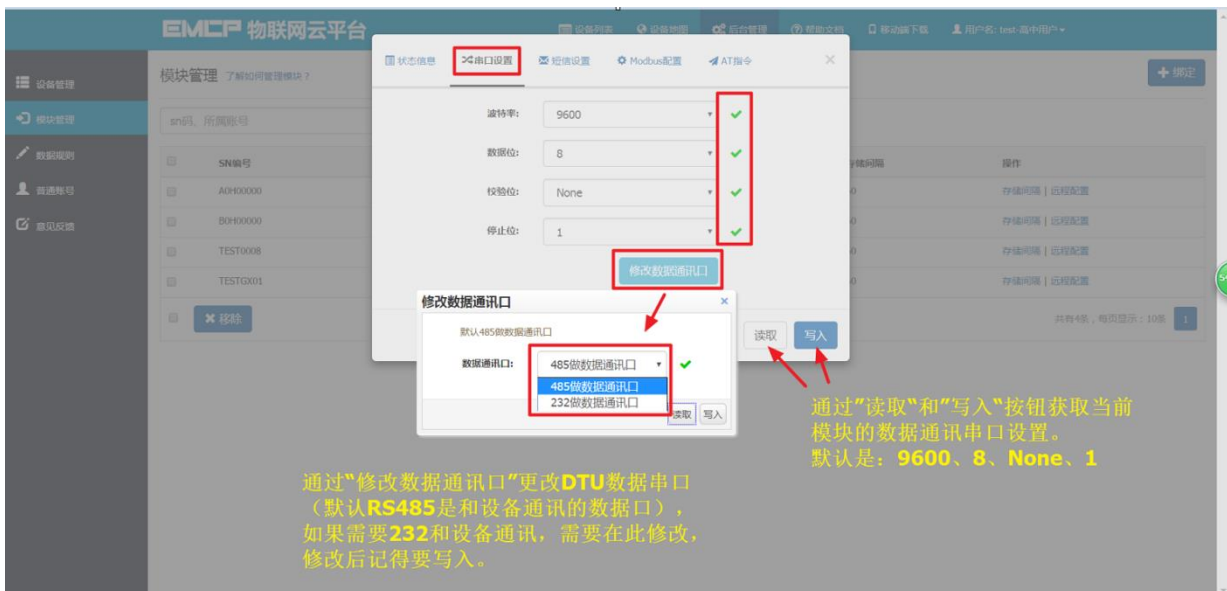 EMCP 物联网云平台
设备列表
设备地图
后台管理
帮助文档
移动端下载
用户名: test-高中用户
设备管理
模块管理
数据规则
普通帐号
意见反馈
模块管理 了解如何管理模块？
绑定
sn码、所属账号
SN编号
存储间隔
操作
A0H00000
存储间隔 | 远程配置
B0H00000
存储间隔 | 远程配置
TEST0008
存储间隔 | 远程配置
TESTGX01
存储间隔 | 远程配置
移除
共有4条，每页显示：10条
1
状态信息
串口设置
短信设置
Modbus配置
AT指令
波特率:
9600
数据位:
8
校验位:
None
停止位:
1
修改数据通讯口
读取
写入
修改数据通讯口
默认485做数据通讯口
数据通讯口:
485做数据通讯口
485做数据通讯口
232做数据通讯口
读取
写入
通过"读取"和"写入"按钮获取当前
模块的数据通讯串口设置。
默认是：9600、8、None、1
通过"修改数据通讯口"更改DTU数据串口
（默认RS485是和设备通讯的数据口），
如果需要232和设备通讯，需要在此修改，
修改后记得要写入。